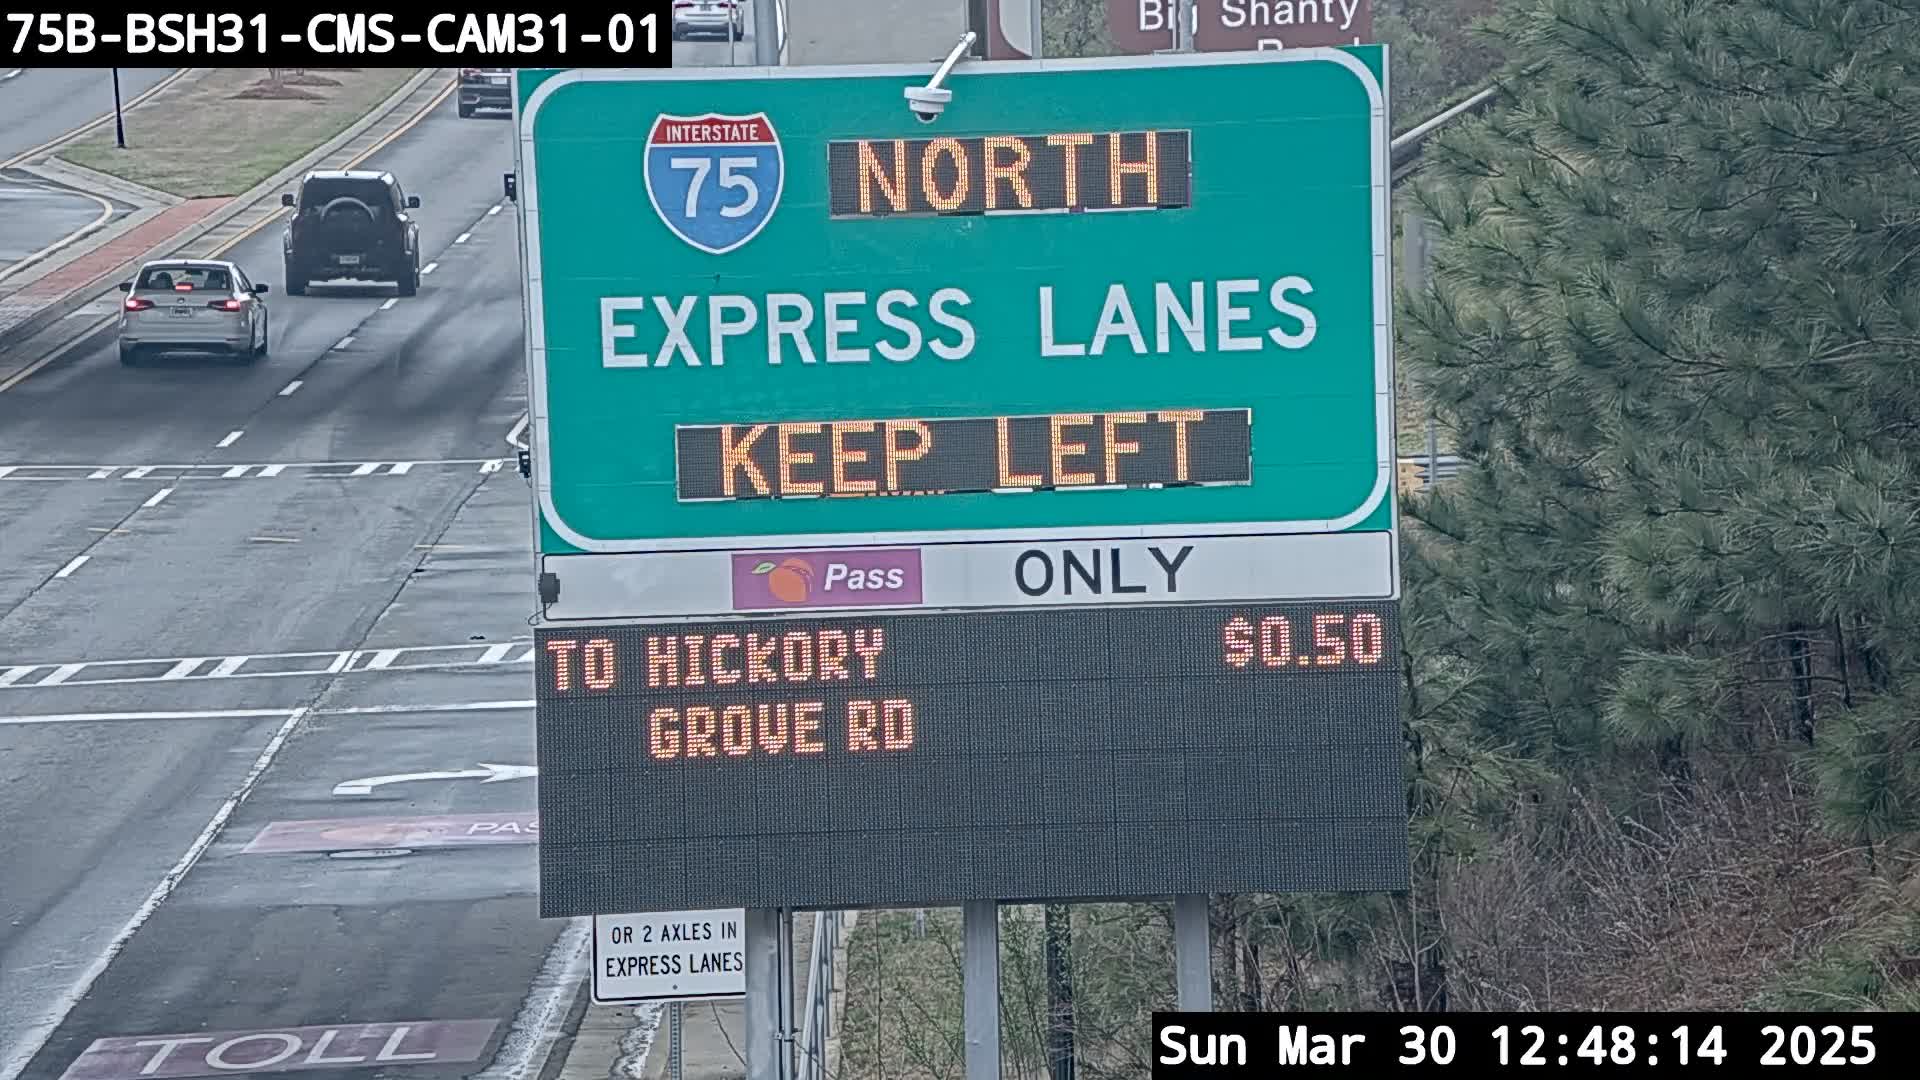 75B-BSH31-CMS-CAM31-01
Big Shanty
INTERSTATE
75
NORTH
EXPRESS LANES
KEEP LEFT
Pass
ONLY
TO HICKORY $0.50
GROVE RD
OR 2 AXLES IN
EXPRESS LANES
TOLL
Sun Mar 30 12:48:14 2025